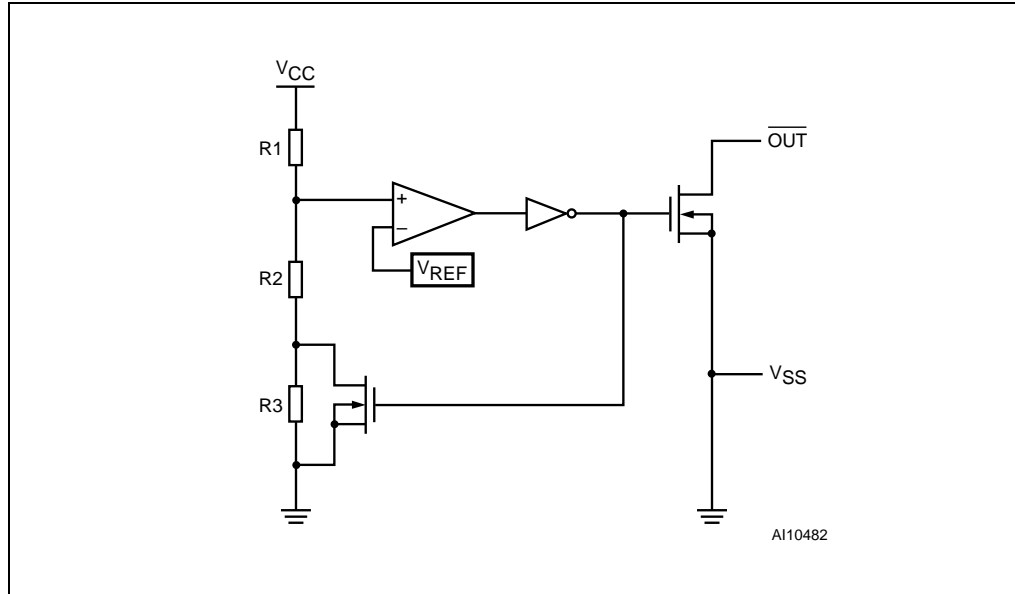 VCC
R1
OUT
+
–
VREF
R2
VSS
R3
AI10482